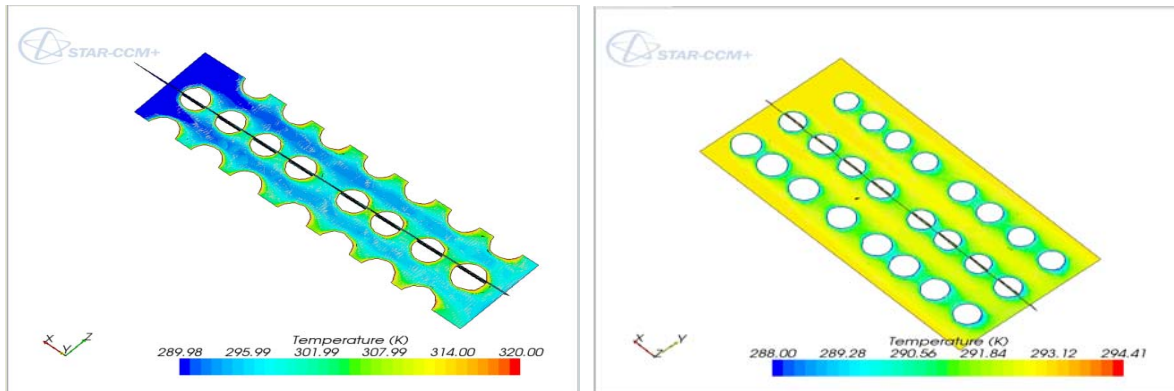 STAR-CCM+
X
Y
Z
Temperature (K)
289.98 295.99 301.99 307.99 314.00 320.00
STAR-CCM+
X
Z
Y
Temperature (K)
288.00 289.28 290.56 291.84 293.12 294.41